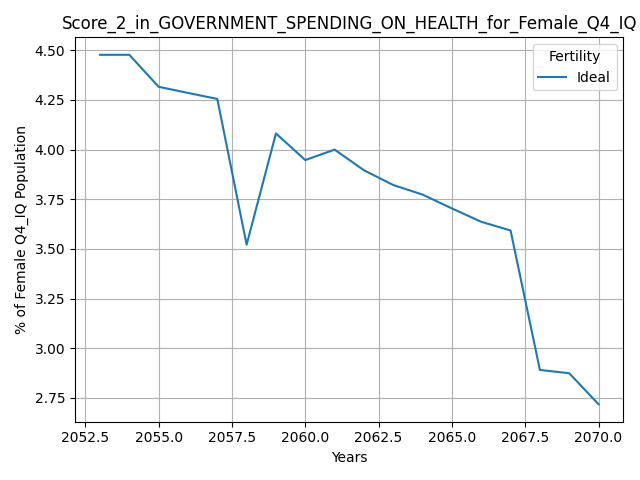 Score_2_in_GOVERNMENT_SPENDING_ON_HEALTH_for_Female_Q4_IQ
Fertility
Ideal
4.50
4.25
4.00
3.75
3.50
3.25
3.00
2.75
% of Female Q4_IQ Population
2052.5 2055.0 2057.5 2060.0 2062.5 2065.0 2067.5 2070.0
Years